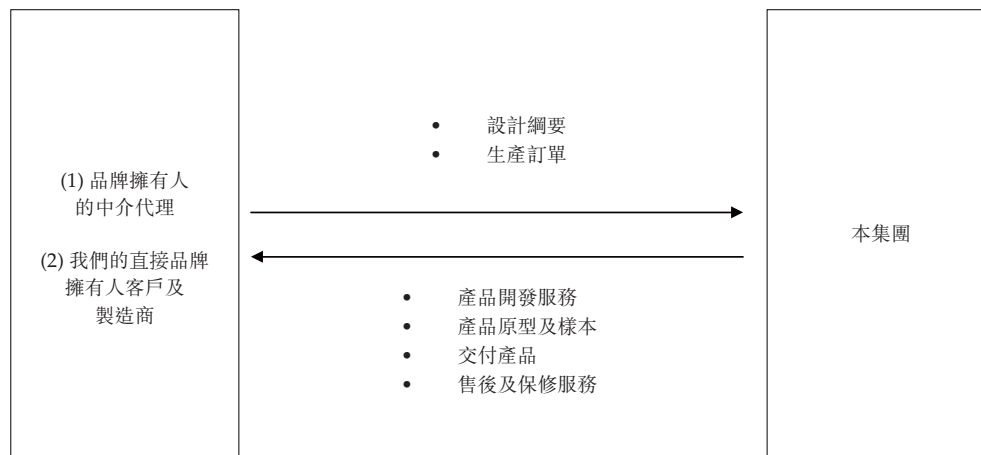 (1) 品牌擁有人
的中介代理
(2) 我們的直接品牌
擁有人客戶及
製造商
• 設計綱要
• 生產訂單
• 產品開發服務
• 產品原型及樣本
• 交付產品
• 售後及保修服務
本集團